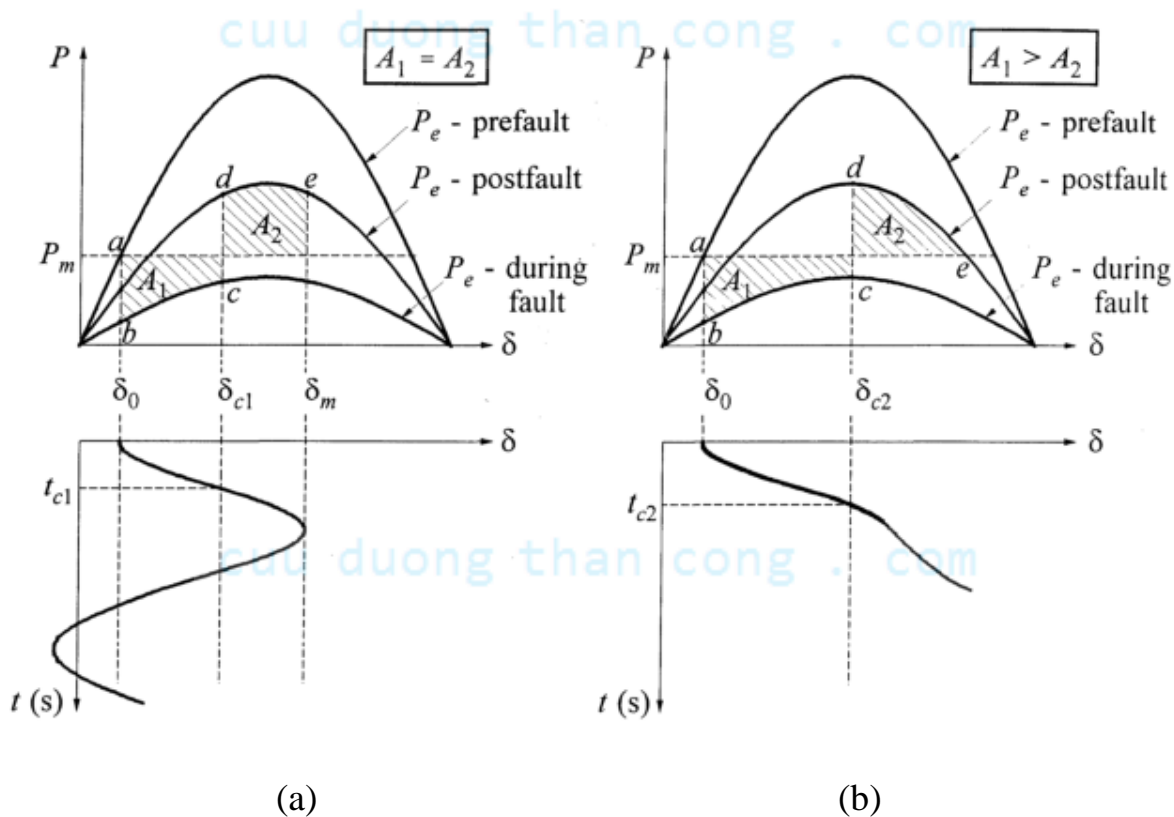 cuu duong than cong . com
P
A₁ = A₂
Pₑ - prefault
Pₑ - postfault
d
e
a
A₂
Pₘ
A₁
c
b
Pₑ - during
fault
δ
δ₀
δc1
δₘ
δ
tc1
t (s)
P
A₁ > A₂
Pₑ - prefault
Pₑ - postfault
d
a
A₂
Pₘ
A₁
e
c
b
Pₑ - during
fault
δ
δ₀
δc2
δ
tc2
cuu duong than cong . com
t (s)
(a)
(b)